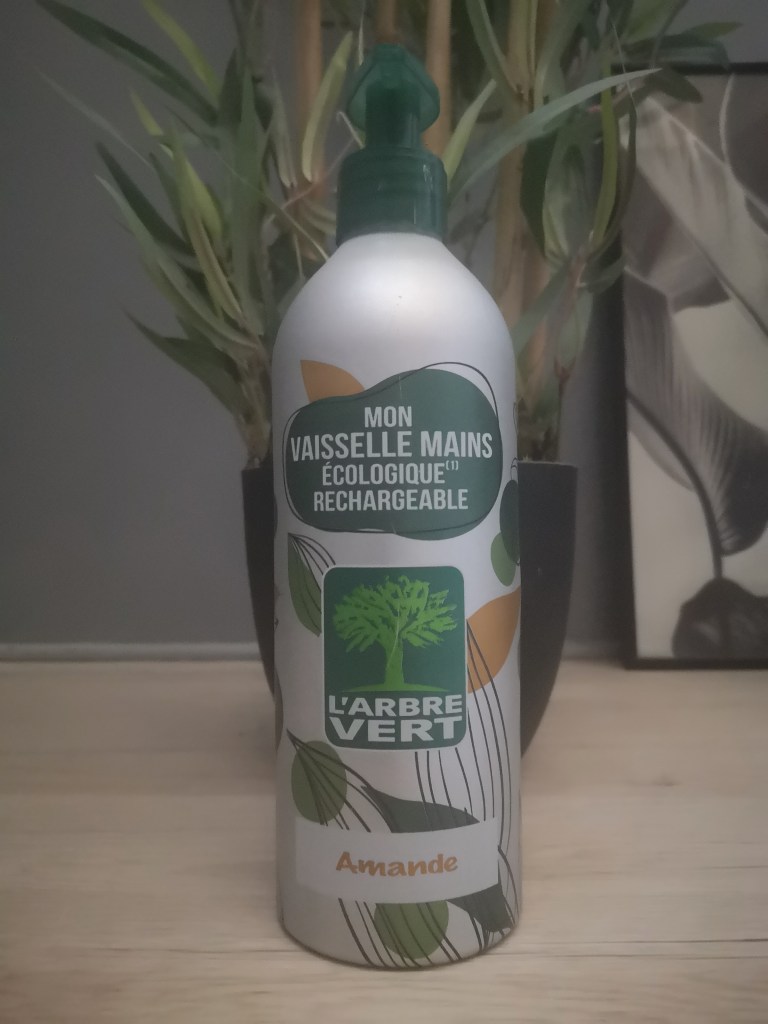 MON
VAISSELLE MAINS
ÉCOLOGIQUE(1)
RECHARGEABLE
L'ARBRE
VERT
Amande